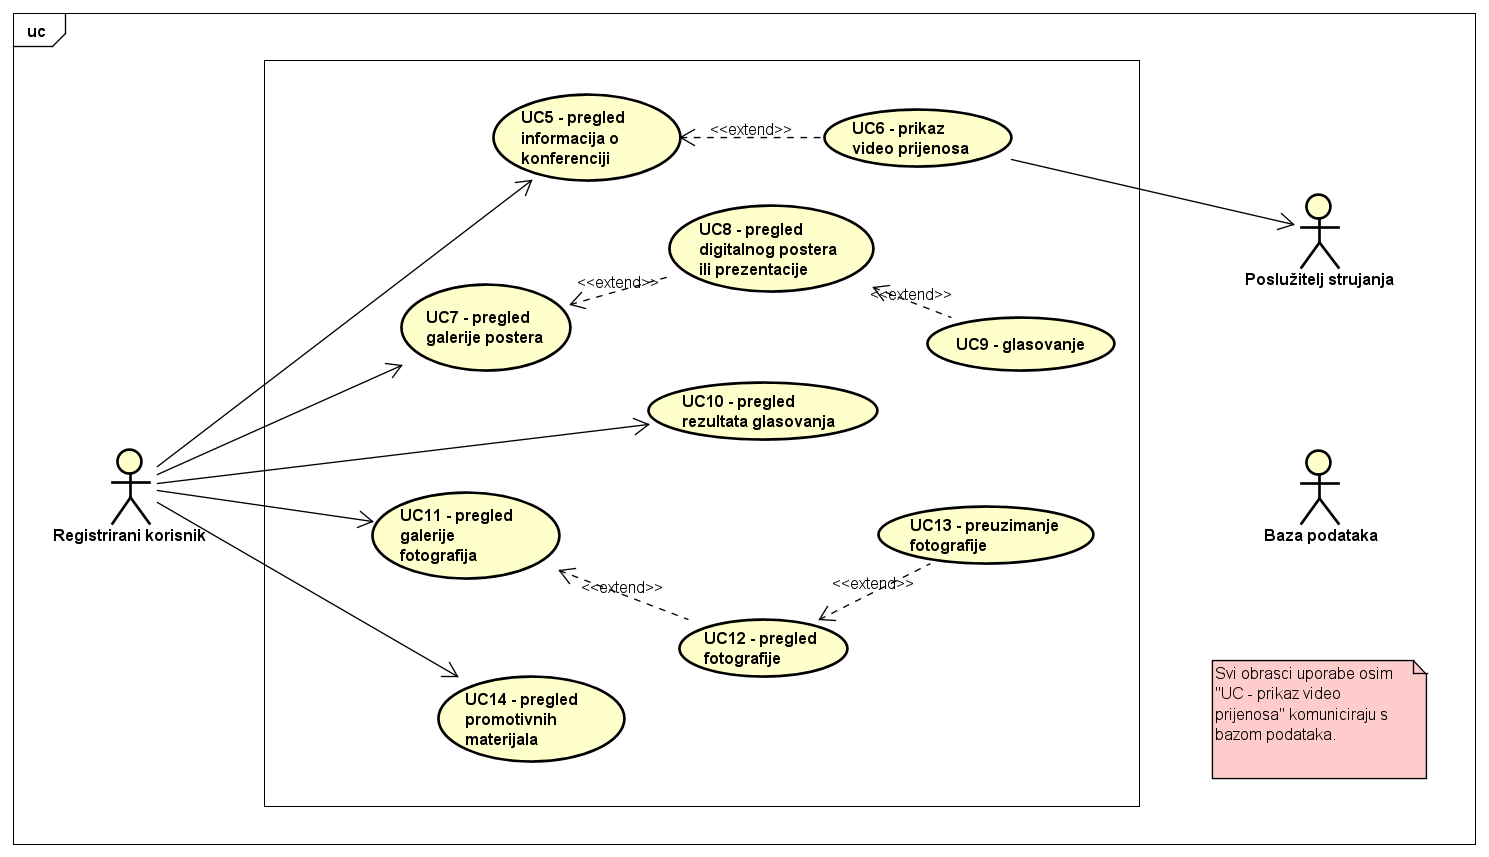 uc
UC5 - pregled
informacija o
konferenciji
<<extend>>
UC6 - prikaz
video prijenosa
UC8 - pregled
digitalnog postera
ili prezentacije
Poslužitelj strujanja
<<extend>>
<<extend>>
UC7 - pregled
galerije postera
UC9 - glasovanje
UC10 - pregled
rezultata glasovanja
Registrirani korisnik
Baza podataka
UC11 - pregled
galerije
fotografija
UC13 - preuzimanje
fotografije
<<extend>>
<<extend>>
UC12 - pregled
fotografije
UC14 - pregled
promotivnih
materijala
Svi obrasci uporabe osim
"UC - prikaz video
prijenosa" komuniciraju s
bazom podataka.